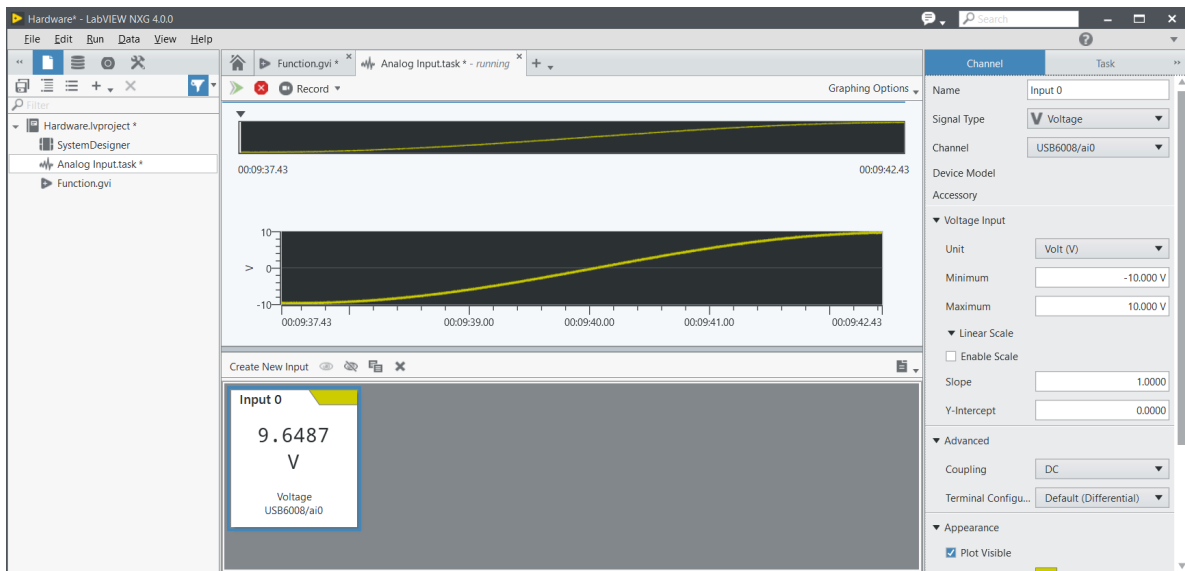 Hardware* - LabVIEW NXG 4.0.0
Search
File Edit Run Data View Help
Filter
Hardware.lvproject *
SystemDesigner
Analog Input.task *
Function.gvi
Function.gvi *
Analog Input.task * - running
Record
Graphing Options
00:09:37.43
00:09:42.43
10
V
0
-10
00:09:37.43 00:09:39.00 00:09:40.00 00:09:41.00 00:09:42.43
Create New Input
Input 0
9.6487
V
Voltage
USB6008/ai0
Channel Task
Name Input 0
Signal Type V Voltage
Channel USB6008/ai0
Device Model
Accessory
Voltage Input
Unit Volt (V)
Minimum -10.000 V
Maximum 10.000 V
Linear Scale
Enable Scale
Slope 1.0000
Y-Intercept 0.0000
Advanced
Coupling DC
Terminal Configu... Default (Differential)
Appearance
Plot Visible